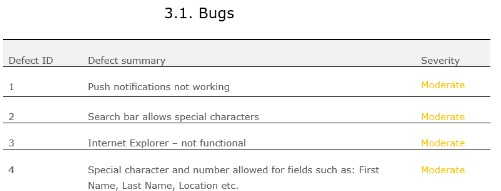 3.1. Bugs
Defect ID Defect summary Severity
1 Push notifications not working Moderate
2 Search bar allows special characters Moderate
3 Internet Explorer – not functional Moderate
4 Special character and number allowed for fields such as: First Moderate
Name, Last Name, Location etc.